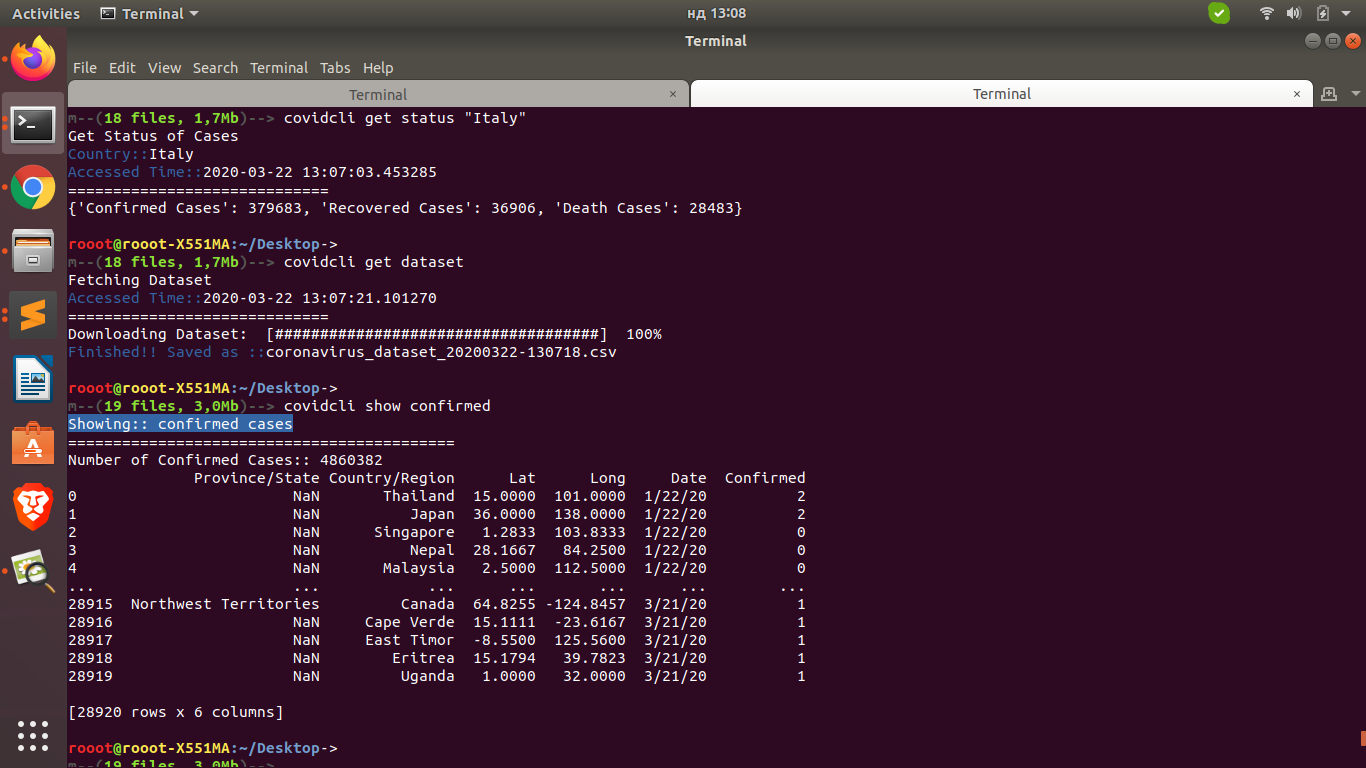 Activities Terminal нд 13:08
Terminal
File Edit View Search Terminal Tabs Help
Terminal × Terminal ×
m--(18 files, 1,7Mb)--> covidcli get status "Italy"
Get Status of Cases
Country::Italy
Accessed Time::2020-03-22 13:07:03.453285
=============================
{'Confirmed Cases': 379683, 'Recovered Cases': 36906, 'Death Cases': 28483}
rooot@rooot-X551MA:~/Desktop->
m--(18 files, 1,7Mb)--> covidcli get dataset
Fetching Dataset
Accessed Time::2020-03-22 13:07:21.101270
=============================
Downloading Dataset:  [####################################]  100%
Finished!! Saved as ::coronavirus_dataset_20200322-130718.csv
rooot@rooot-X551MA:~/Desktop->
m--(19 files, 3,0Mb)--> covidcli show confirmed
Showing:: confirmed cases
===========================================
Number of Confirmed Cases:: 4860382
Province/State Country/Region Lat Long Date Confirmed
0 NaN Thailand 15.0000 101.0000 1/22/20 2
1 NaN Japan 36.0000 138.0000 1/22/20 2
2 NaN Singapore 1.2833 103.8333 1/22/20 0
3 NaN Nepal 28.1667 84.2500 1/22/20 0
4 NaN Malaysia 2.5000 112.5000 1/22/20 0
... ... ... ... ... ... ...
28915 Northwest Territories Canada 64.8255 -124.8457 3/21/20 1
28916 NaN Cape Verde 15.1111 -23.6167 3/21/20 1
28917 NaN East Timor -8.5500 125.5600 3/21/20 1
28918 NaN Eritrea 15.1794 39.7823 3/21/20 1
28919 NaN Uganda 1.0000 32.0000 3/21/20 1
[28920 rows x 6 columns]
rooot@rooot-X551MA:~/Desktop->
m--(19 files, 3,0Mb)-->